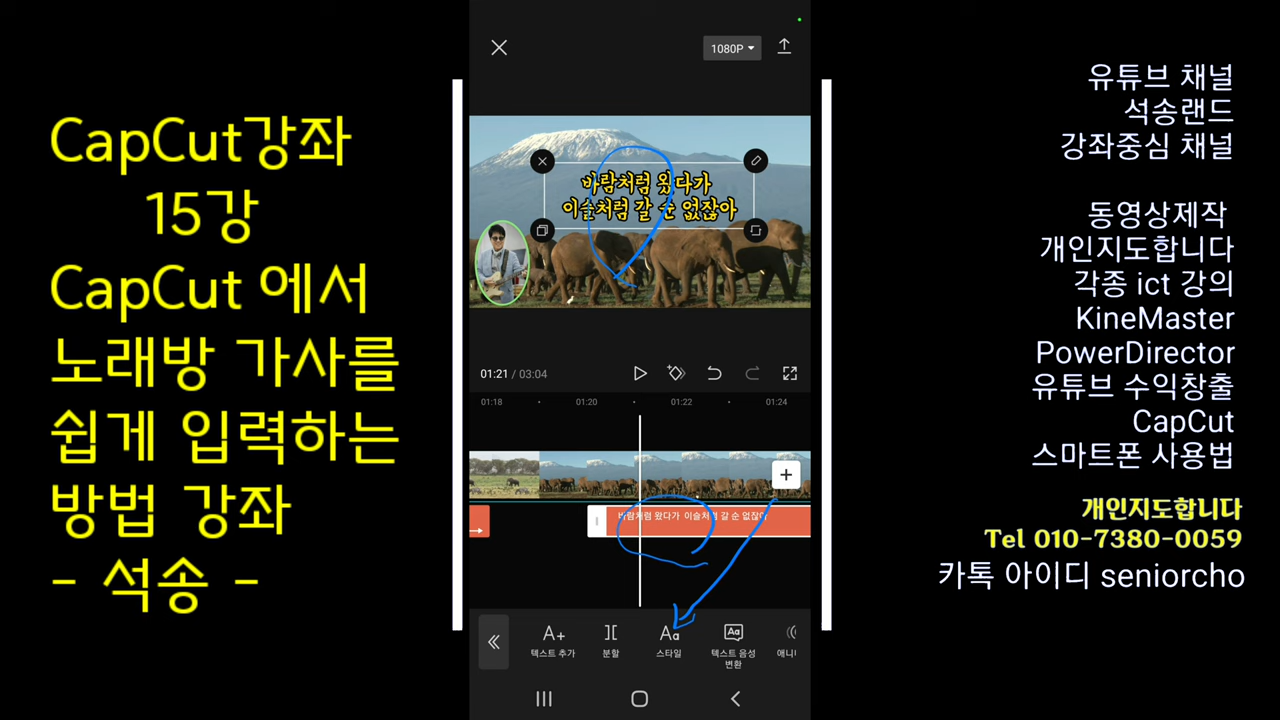 CapCut강좌
15강
CapCut 에서
노래방 가사를
쉽게 입력하는
방법 강좌
- 석송 -
1080P
바람처럼 왔다가
이슬처럼 갈 순 없잖아
01:21 / 03:04
01:18
01:20
01:22
01:24
바람처럼 왔다가 이슬처럼 갈 순 없잖아
A+
텍스트 추가
분할
Aa
스타일
Aa
텍스트 음성
변환
애니
유튜브 채널
석송랜드
강좌중심 채널
동영상제작
개인지도합니다
각종 ict 강의
KineMaster
PowerDirector
유튜브 수익창출
CapCut
스마트폰 사용법
개인지도합니다
Tel 010-7380-0059
카톡 아이디 seniorcho